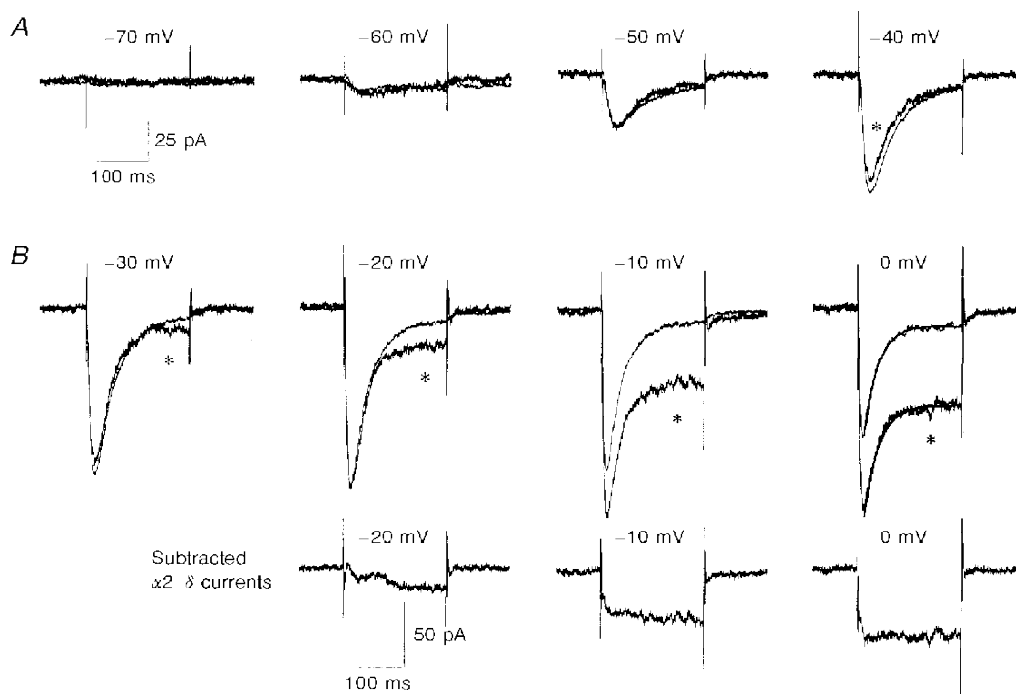 A
−70 mV
−60 mV
−50 mV
−40 mV
*
25 pA
100 ms
B
−30 mV
−20 mV
−10 mV
0 mV
*
*
*
*
Subtracted
α2 δ currents
−20 mV
−10 mV
0 mV
50 pA
100 ms